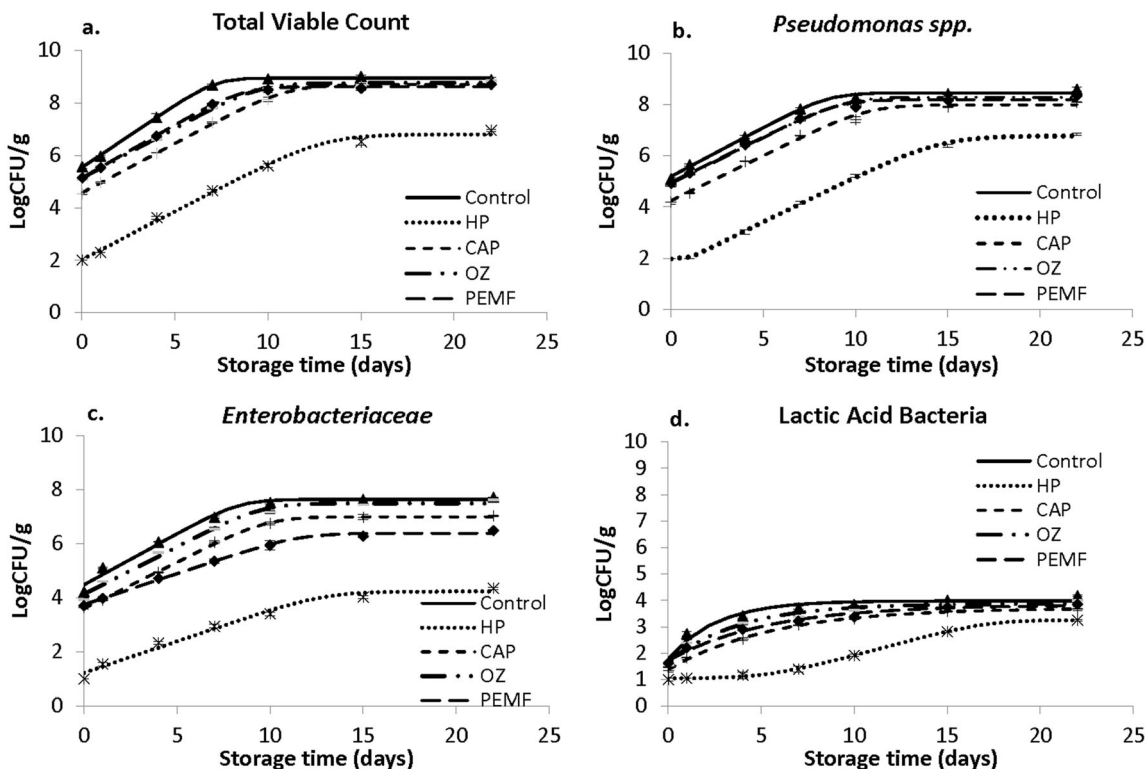 a.
Total Viable Count
LogCFU/g
10
8
6
4
2
0
0 5 10 15 20 25
Storage time (days)
Control
HP
CAP
OZ
PEMF
b.
Pseudomonas spp.
LogCFU/g
10
8
6
4
2
0
0 5 10 15 20 25
Storage time (days)
Control
HP
CAP
OZ
PEMF
c.
Enterobacteriaceae
LogCFU/g
10
8
6
4
2
0
0 5 10 15 20 25
Storage time (days)
Control
HP
CAP
OZ
PEMF
d.
Lactic Acid Bacteria
LogCFU/g
10
9
8
7
6
5
4
3
2
1
0
0 5 10 15 20 25
Storage time (days)
Control
HP
CAP
OZ
PEMF